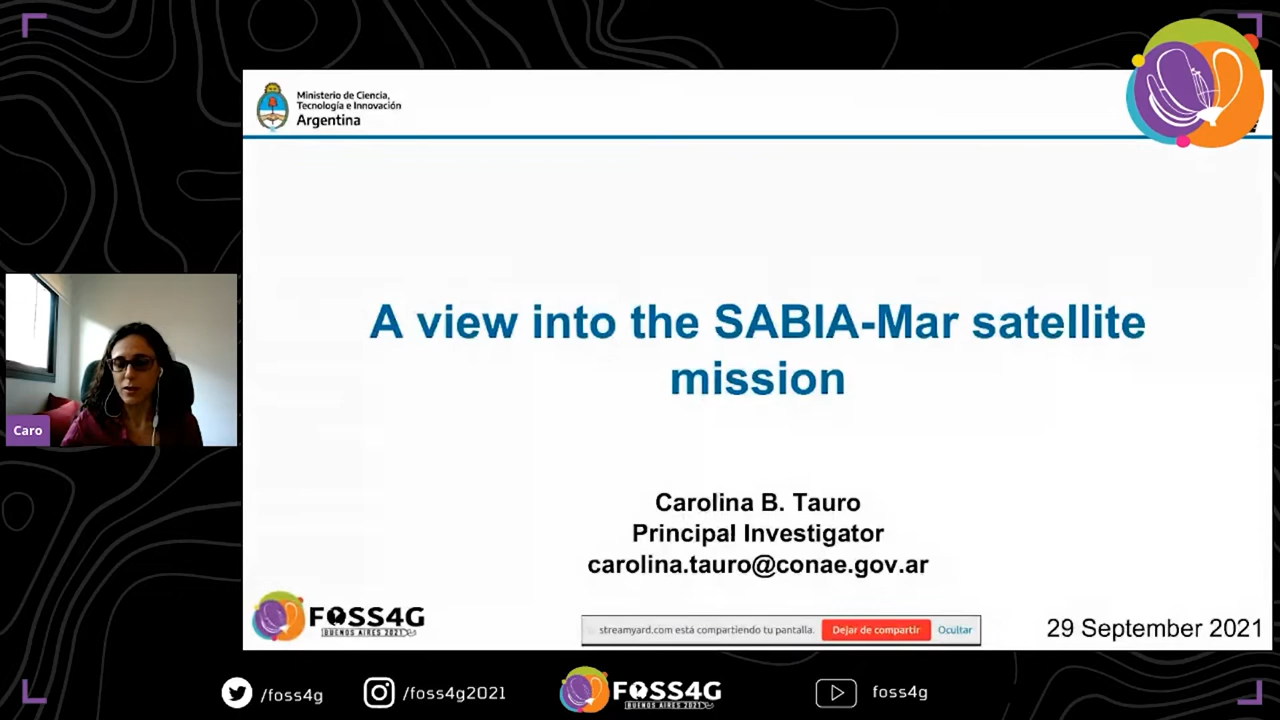 Ministerio de Ciencia,
Tecnología e Innovación
Argentina
A view into the SABIA-Mar satellite
mission
Caro
Carolina B. Tauro
Principal Investigator
carolina.tauro@conae.gov.ar
FOSS4G
BUENOS AIRES 2021
streamyard.com está compartiendo tu pantalla. Dejar de compartir Ocultar
29 September 2021
/foss4g
/foss4g2021
FOSS4G
BUENOS AIRES 2021
foss4g